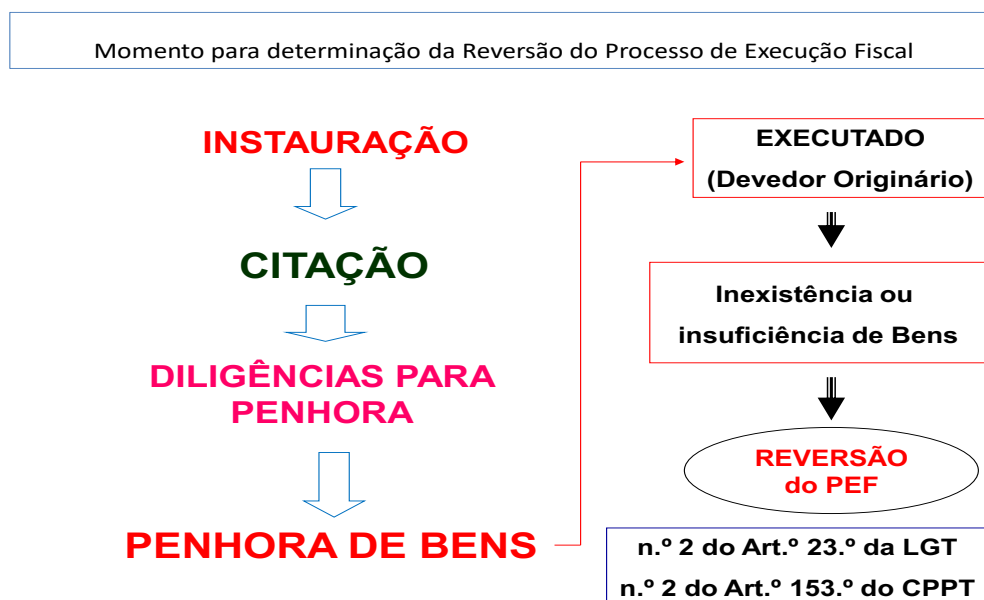 Momento para determinação da Reversão do Processo de Execução Fiscal
INSTAURAÇÃO
CITAÇÃO
DILIGÊNCIAS PARA
PENHORA
PENHORA DE BENS
EXECUTADO
(Devedor Originário)
Inexistência ou
insuficiência de Bens
REVERSÃO
do PEF
n.º 2 do Art.º 23.º da LGT
n.º 2 do Art.º 153.º do CPPT